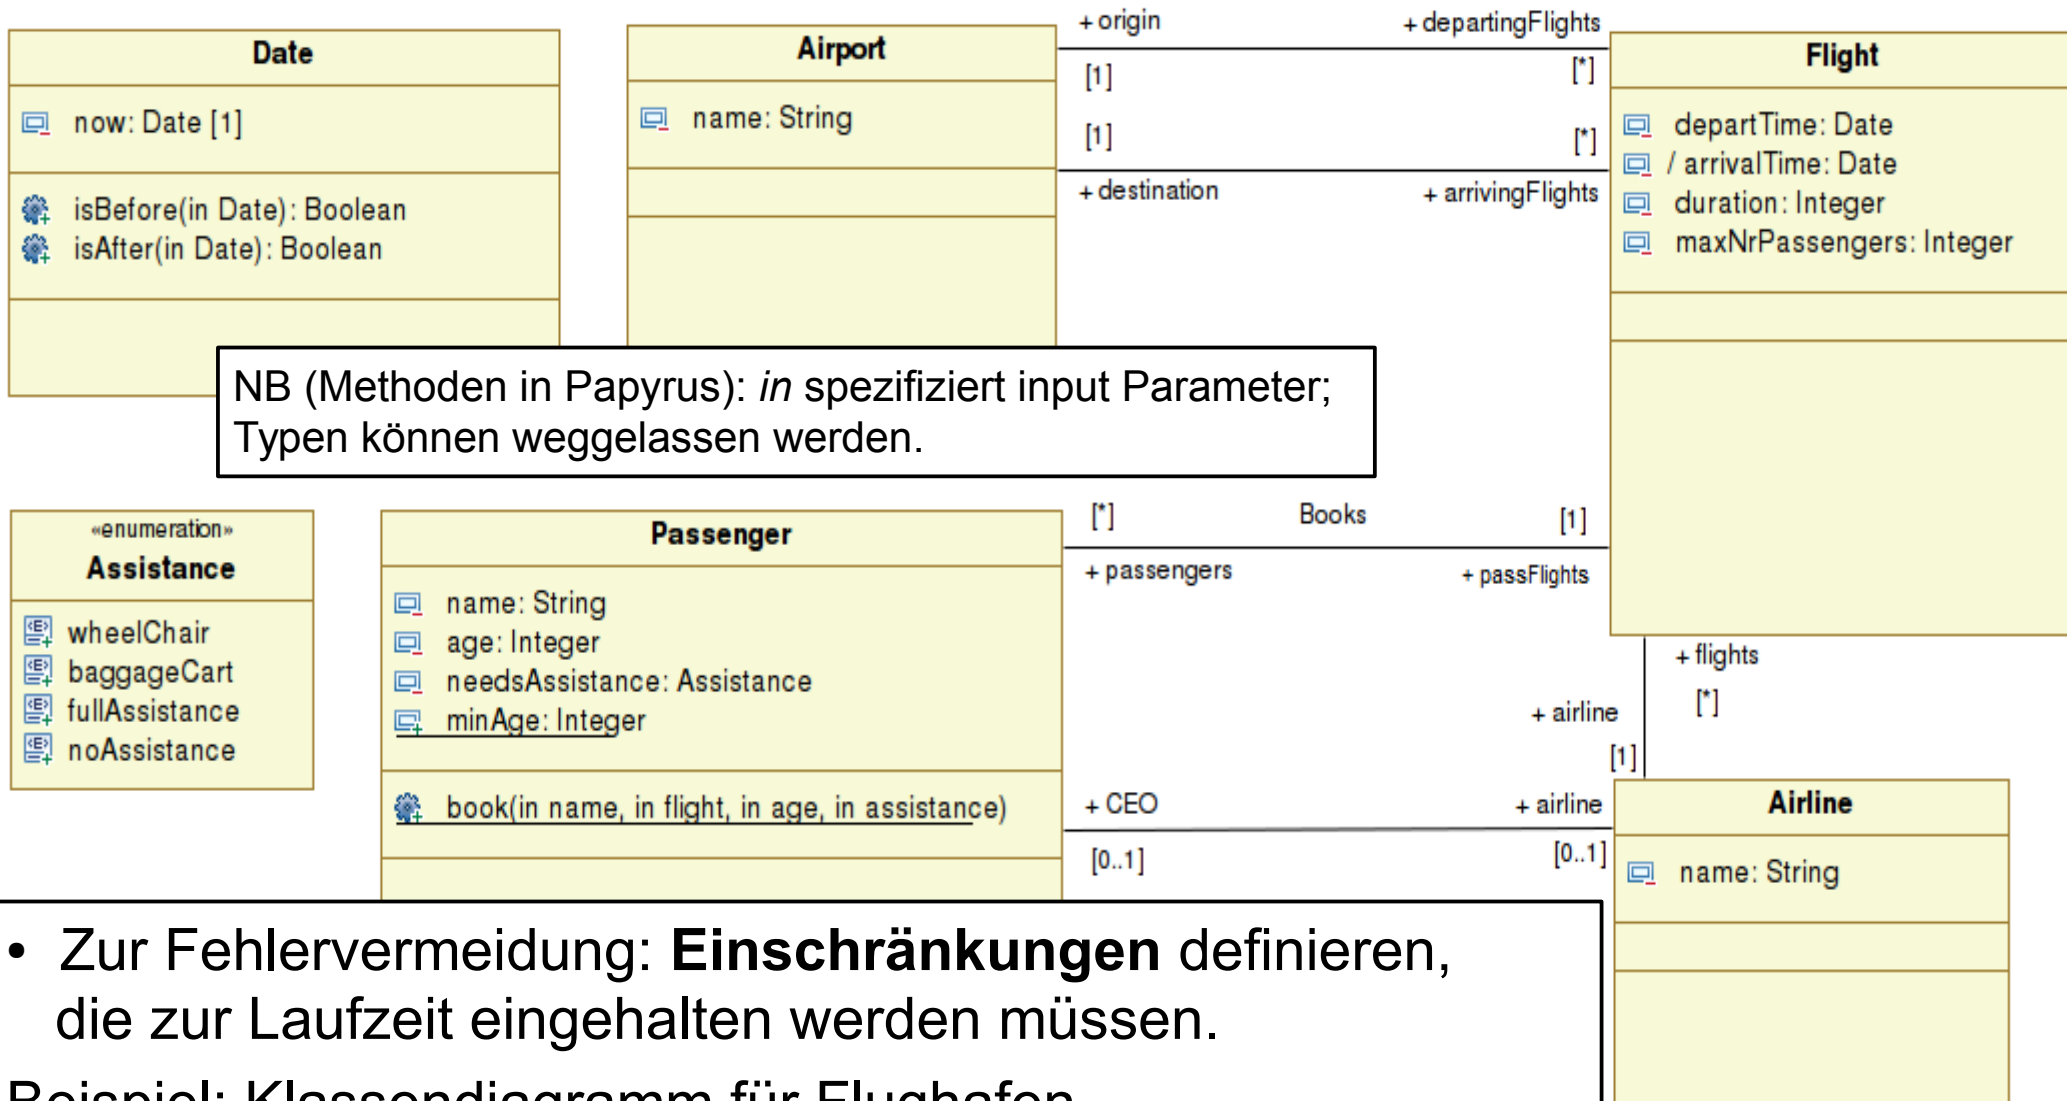 Date
now: Date [1]
isBefore(in Date): Boolean
isAfter(in Date): Boolean
Airport
name: String
+ origin
+ departingFlights
[1]
[*]
[1]
[*]
+ destination
+ arrivingFlights
Flight
departTime: Date
/ arrivalTime: Date
duration: Integer
maxNrPassengers: Integer
NB (Methoden in Papyrus): in spezifiziert input Parameter;
Typen können weggelassen werden.
«enumeration»
Assistance
wheelChair
baggageCart
fullAssistance
noAssistance
Passenger
name: String
age: Integer
needsAssistance: Assistance
minAge: Integer
book(in name, in flight, in age, in assistance)
[*]
Books
[1]
+ passengers
+ passFlights
+ flights
[*]
+ airline
[1]
+ CEO
+ airline
[0..1]
[0..1]
Airline
name: String
• Zur Fehlervermeidung: Einschränkungen definieren,
die zur Laufzeit eingehalten werden müssen.
Beispiel: Klassendiagramm für Flughafen